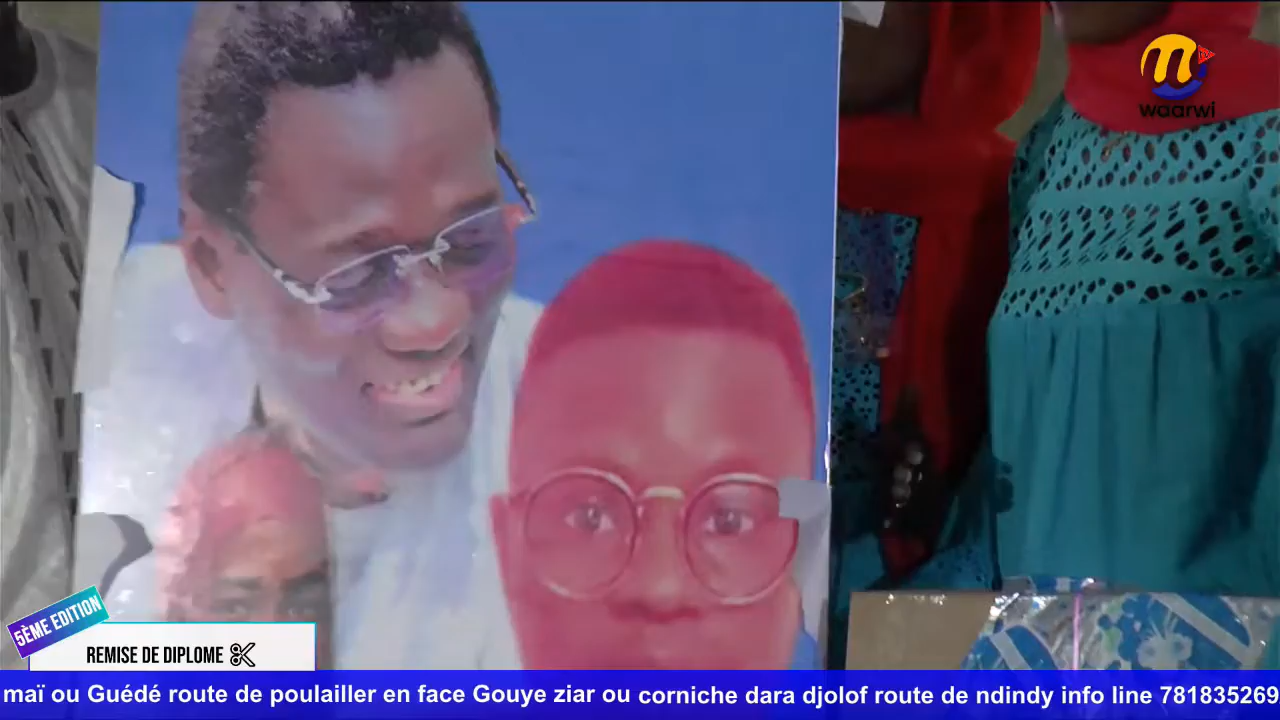 TV
waarwi
5ÈME EDITION
REMISE DE DIPLOME
maï ou Guédé route de poulailler en face Gouye ziar ou corniche dara djolof route de ndindy info line 781835269